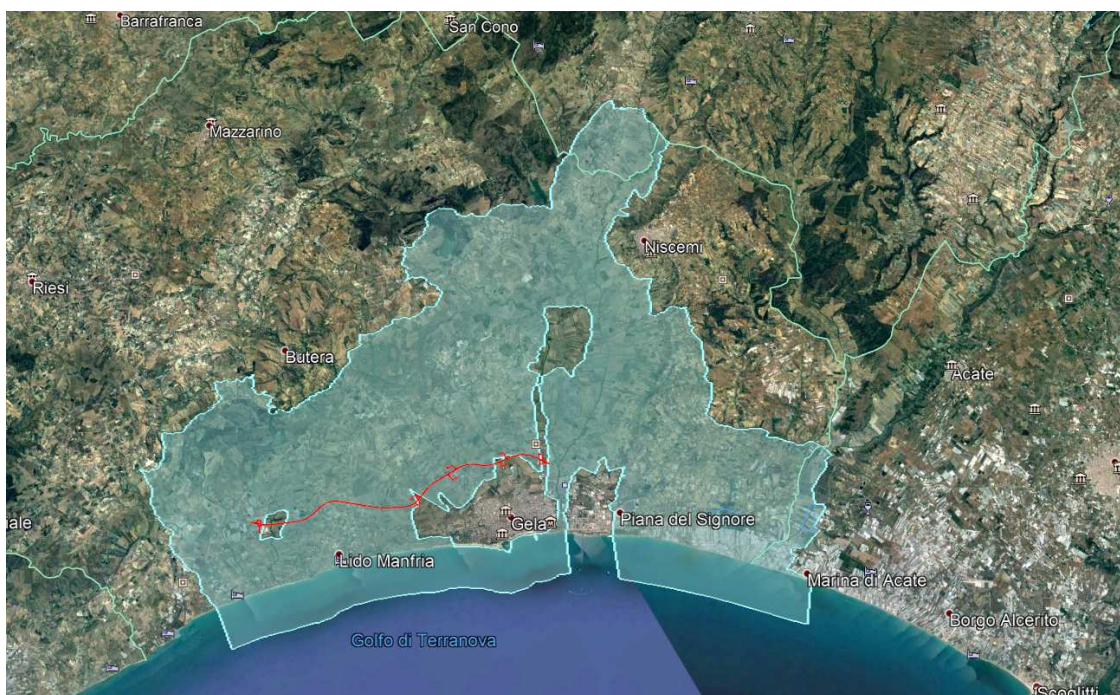 Barrafranca
San Cono
Mazzarino
Niscemi
Riesi
Butera
Acate
iale
Gela
Piana del Signore
Lido Manfria
Marina di Acate
Borgo Alcerito
Golfo di Terranova
Scoglitti